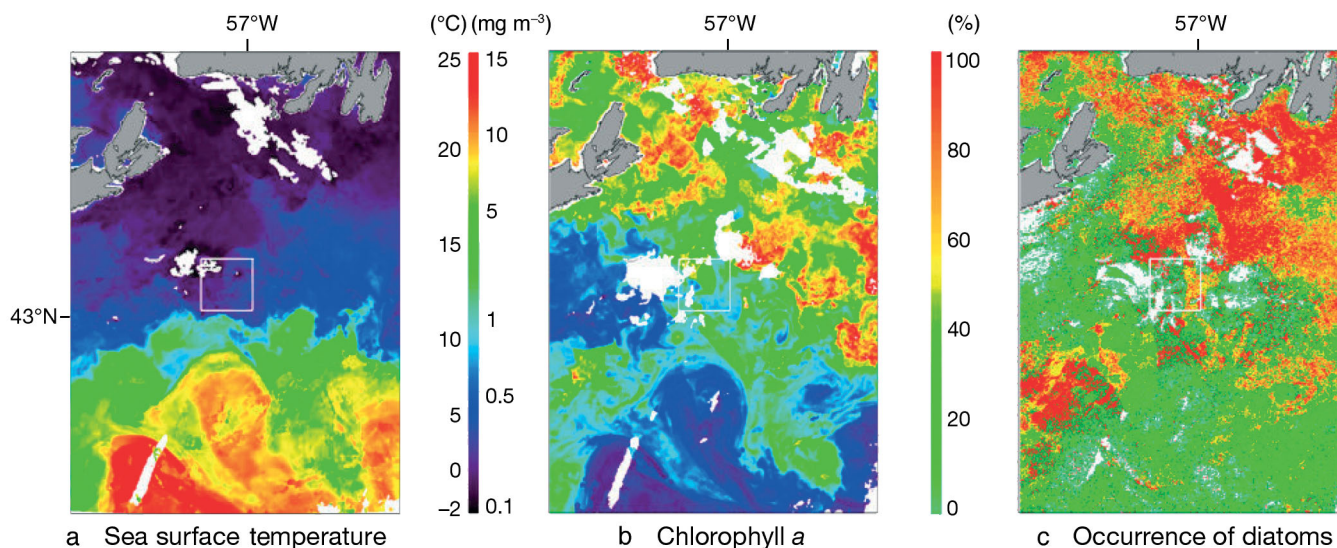 57°W
(°C) (mg m⁻³)
57°W
(%)
57°W
25
15
100
20
10
80
15
5
60
43°N
10
1
40
5
0.5
20
0
–2
0.1
0
a Sea surface temperature
b Chlorophyll a
c Occurrence of diatoms